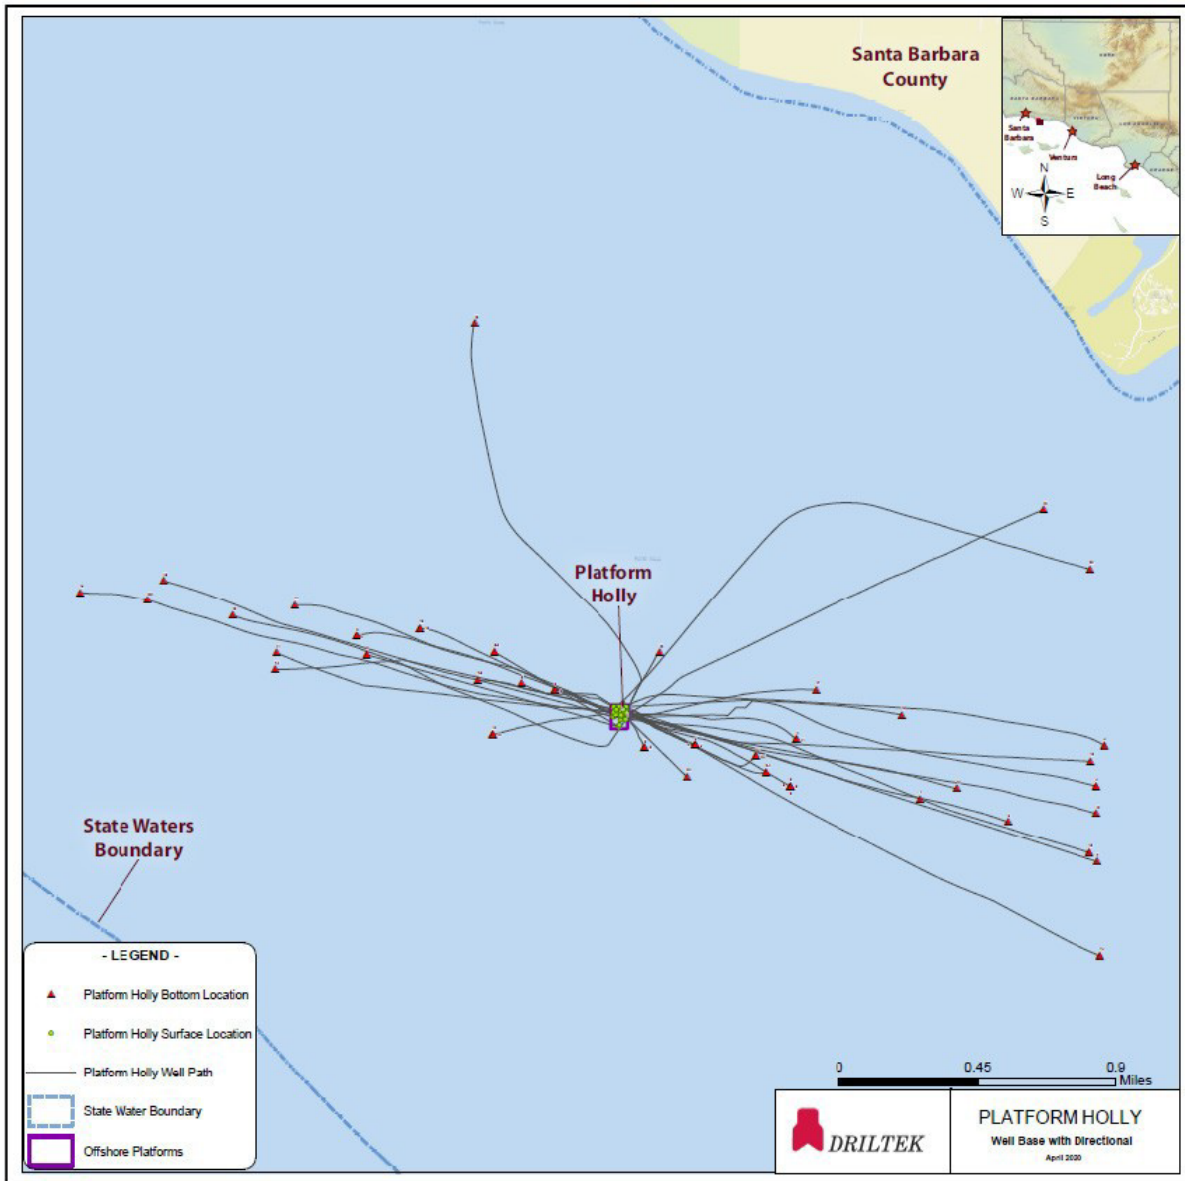 Santa Barbara
County
Santa
Barbara
Ventura
Long
Beach
N
W
E
S
Platform
Holly
State Waters
Boundary
- LEGEND -
Platform Holly Bottom Location
Platform Holly Surface Location
Platform Holly Well Path
State Water Boundary
Offshore Platforms
0 0.45 0.9
Miles
DRILTEK
PLATFORM HOLLY
Well Base with Directional
April 2020